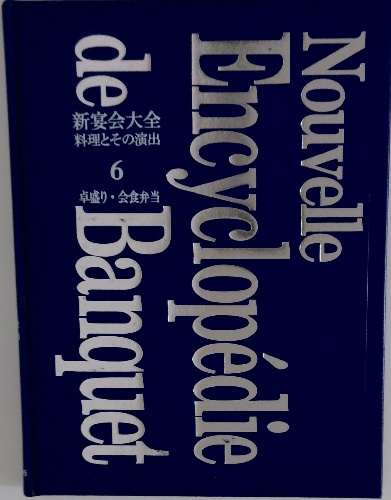 Nouvelle
Encyclopédie
de Banquet
新宴会大全
料理とその演出
6
卓盛り・会食弁当